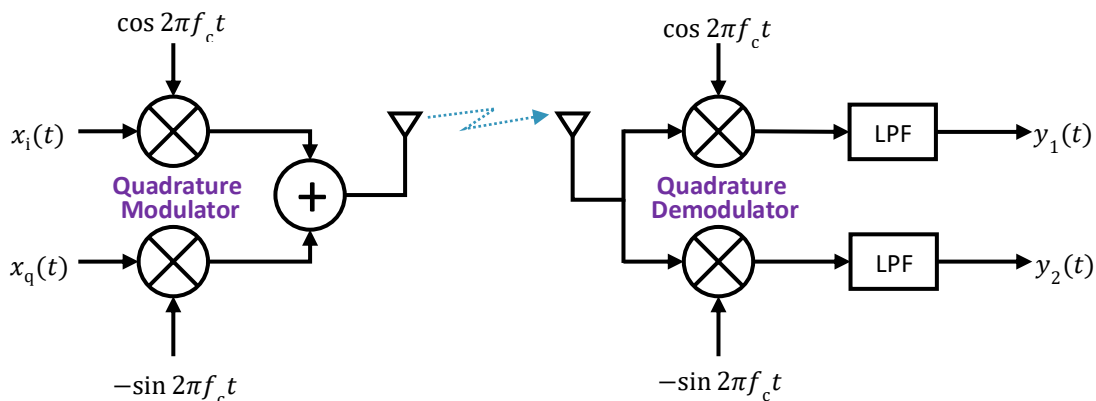 cos 2πf_c t
cos 2πf_c t
x_i(t)
LPF
y_1(t)
Quadrature
Modulator
+
Quadrature
Demodulator
x_q(t)
LPF
y_2(t)
−sin 2πf_c t
−sin 2πf_c t